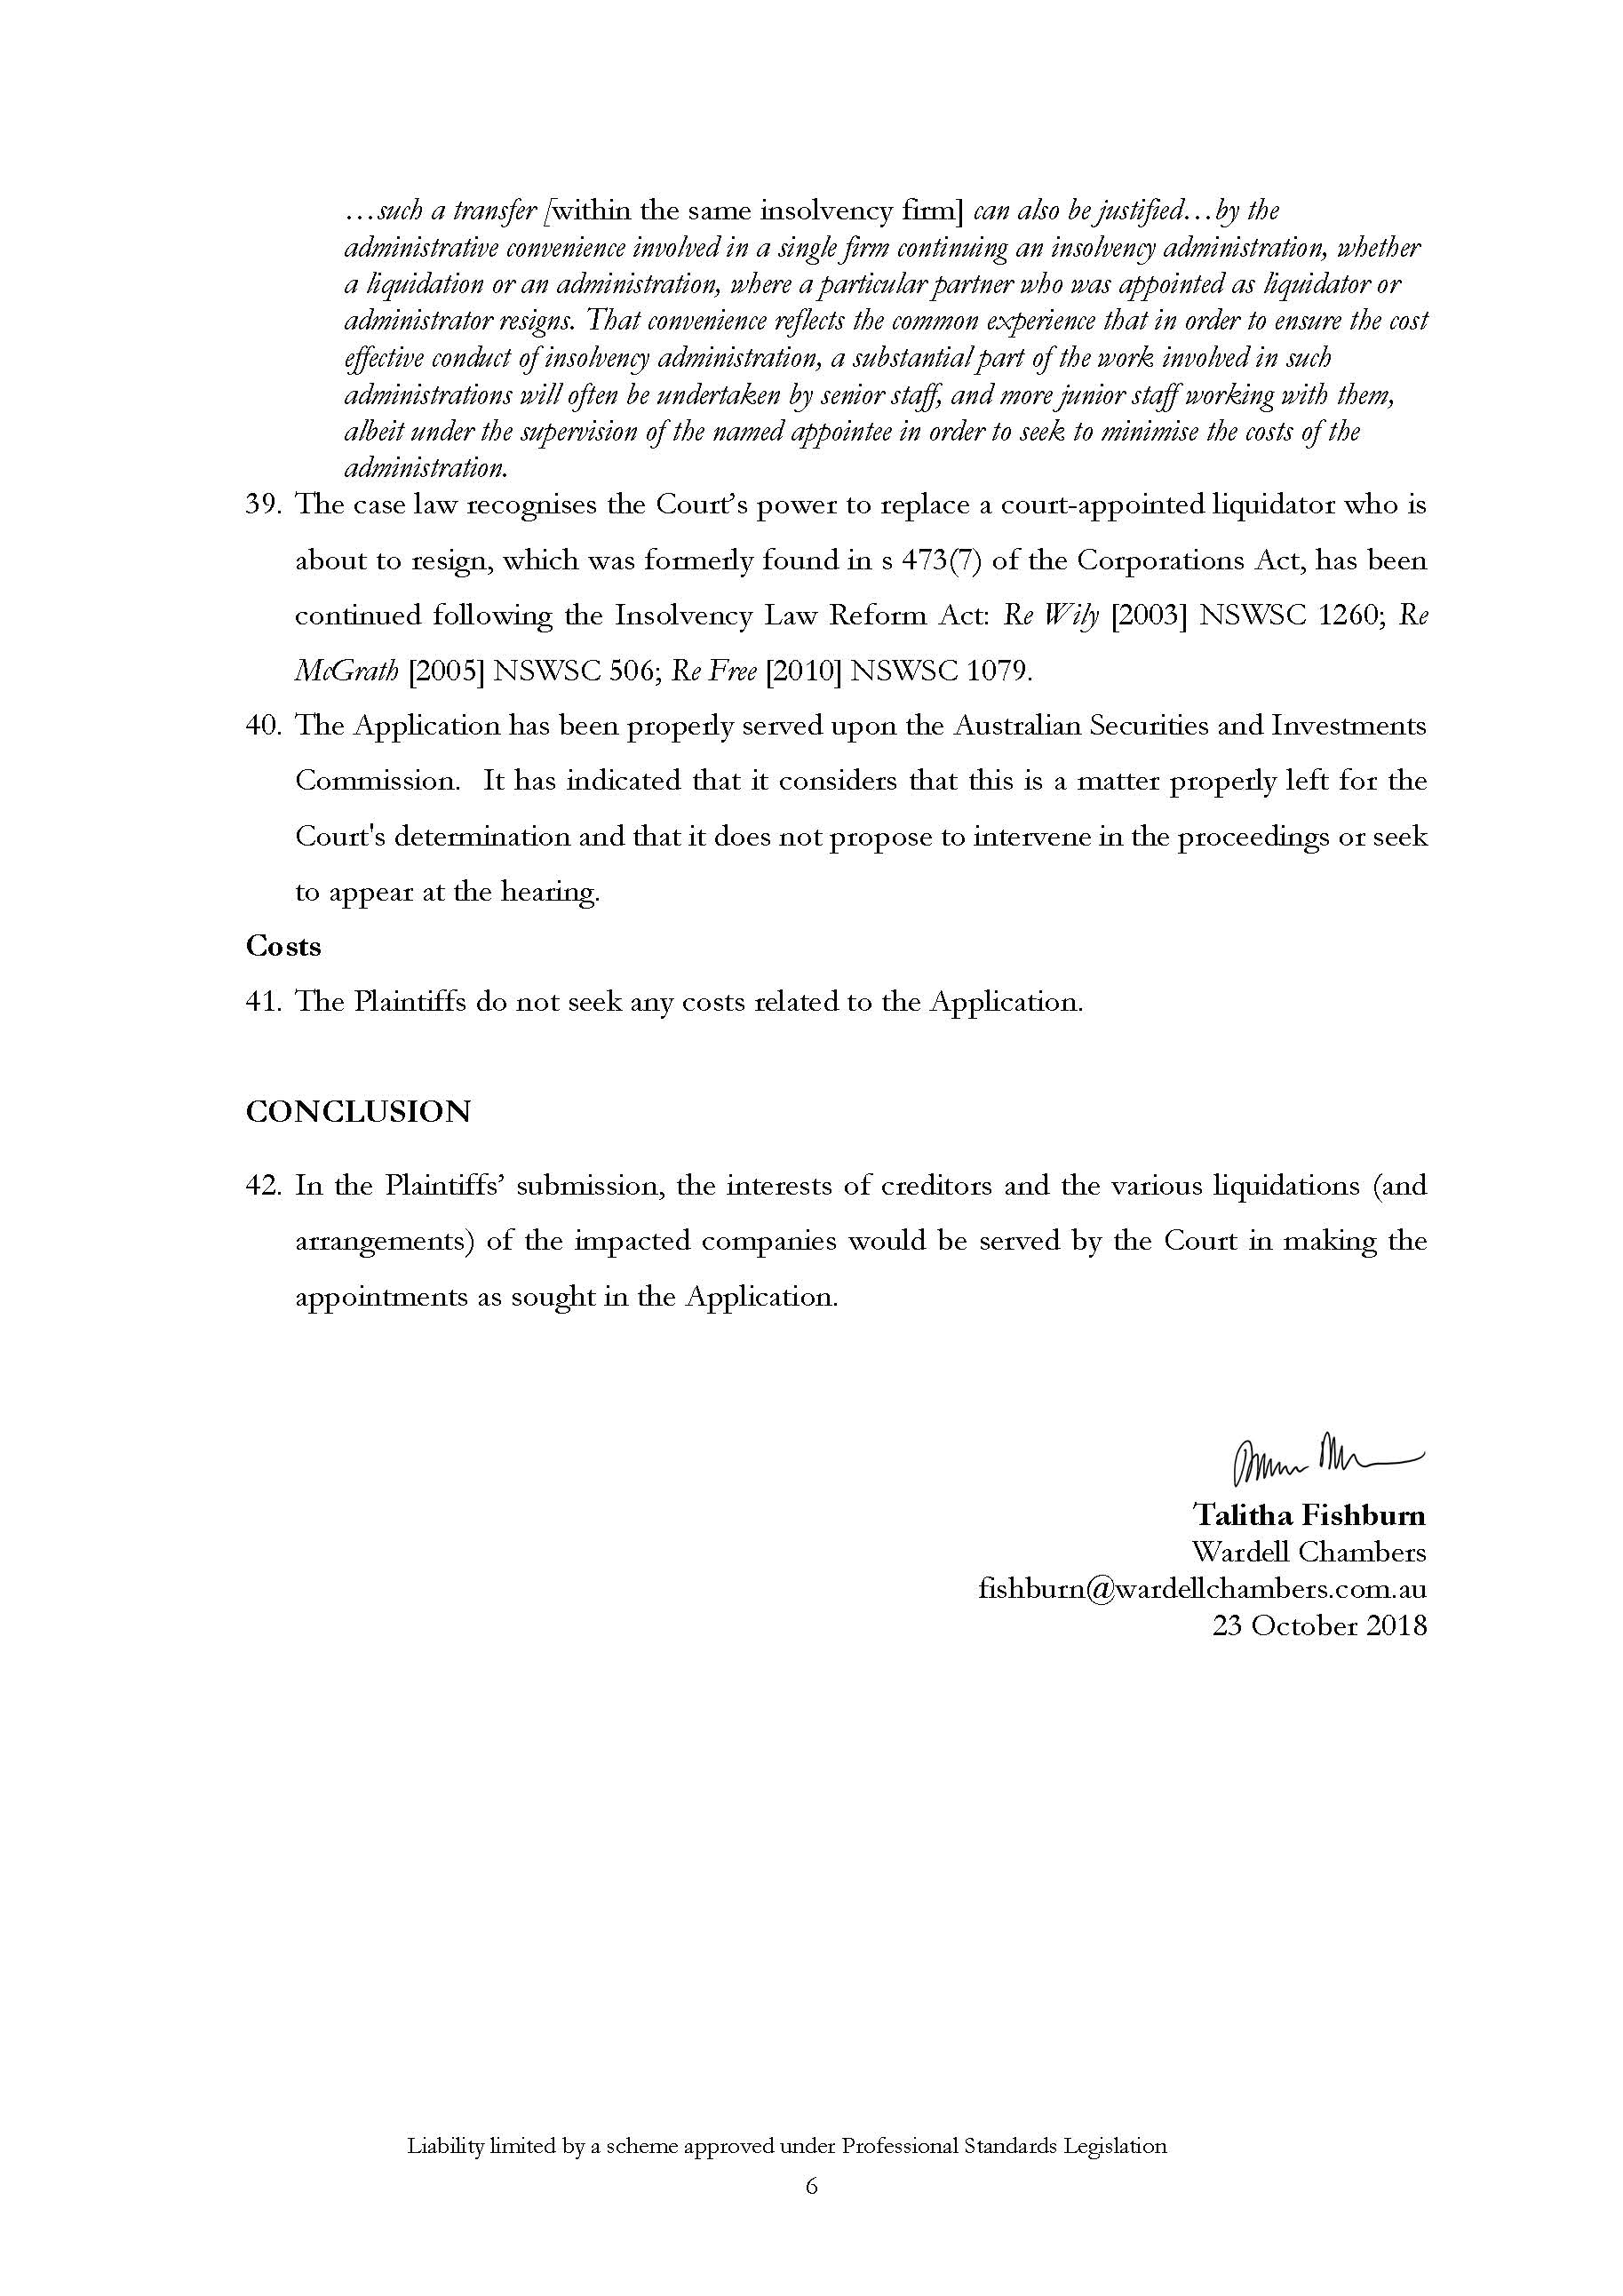 …such a transfer [within the same insolvency firm] can also be justified…by the
administrative convenience involved in a single firm continuing an insolvency administration, whether
a liquidation or an administration, where a particular partner who was appointed as liquidator or
administrator resigns. That convenience reflects the common experience that in order to ensure the cost
effective conduct of insolvency administration, a substantial part of the work involved in such
administrations will often be undertaken by senior staff, and more junior staff working with them,
albeit under the supervision of the named appointee in order to seek to minimise the costs of the
administration.
39. The case law recognises the Court’s power to replace a court-appointed liquidator who is
about to resign, which was formerly found in s 473(7) of the Corporations Act, has been
continued following the Insolvency Law Reform Act: Re Wily [2003] NSWSC 1260; Re
McGrath [2005] NSWSC 506; Re Free [2010] NSWSC 1079.
40. The Application has been properly served upon the Australian Securities and Investments
Commission.  It has indicated that it considers that this is a matter properly left for the
Court's determination and that it does not propose to intervene in the proceedings or seek
to appear at the hearing.
Costs
41. The Plaintiffs do not seek any costs related to the Application.
CONCLUSION
42. In the Plaintiffs’ submission, the interests of creditors and the various liquidations (and
arrangements) of the impacted companies would be served by the Court in making the
appointments as sought in the Application.
Talitha Fishburn
Wardell Chambers
fishburn@wardellchambers.com.au
23 October 2018
Liability limited by a scheme approved under Professional Standards Legislation
6